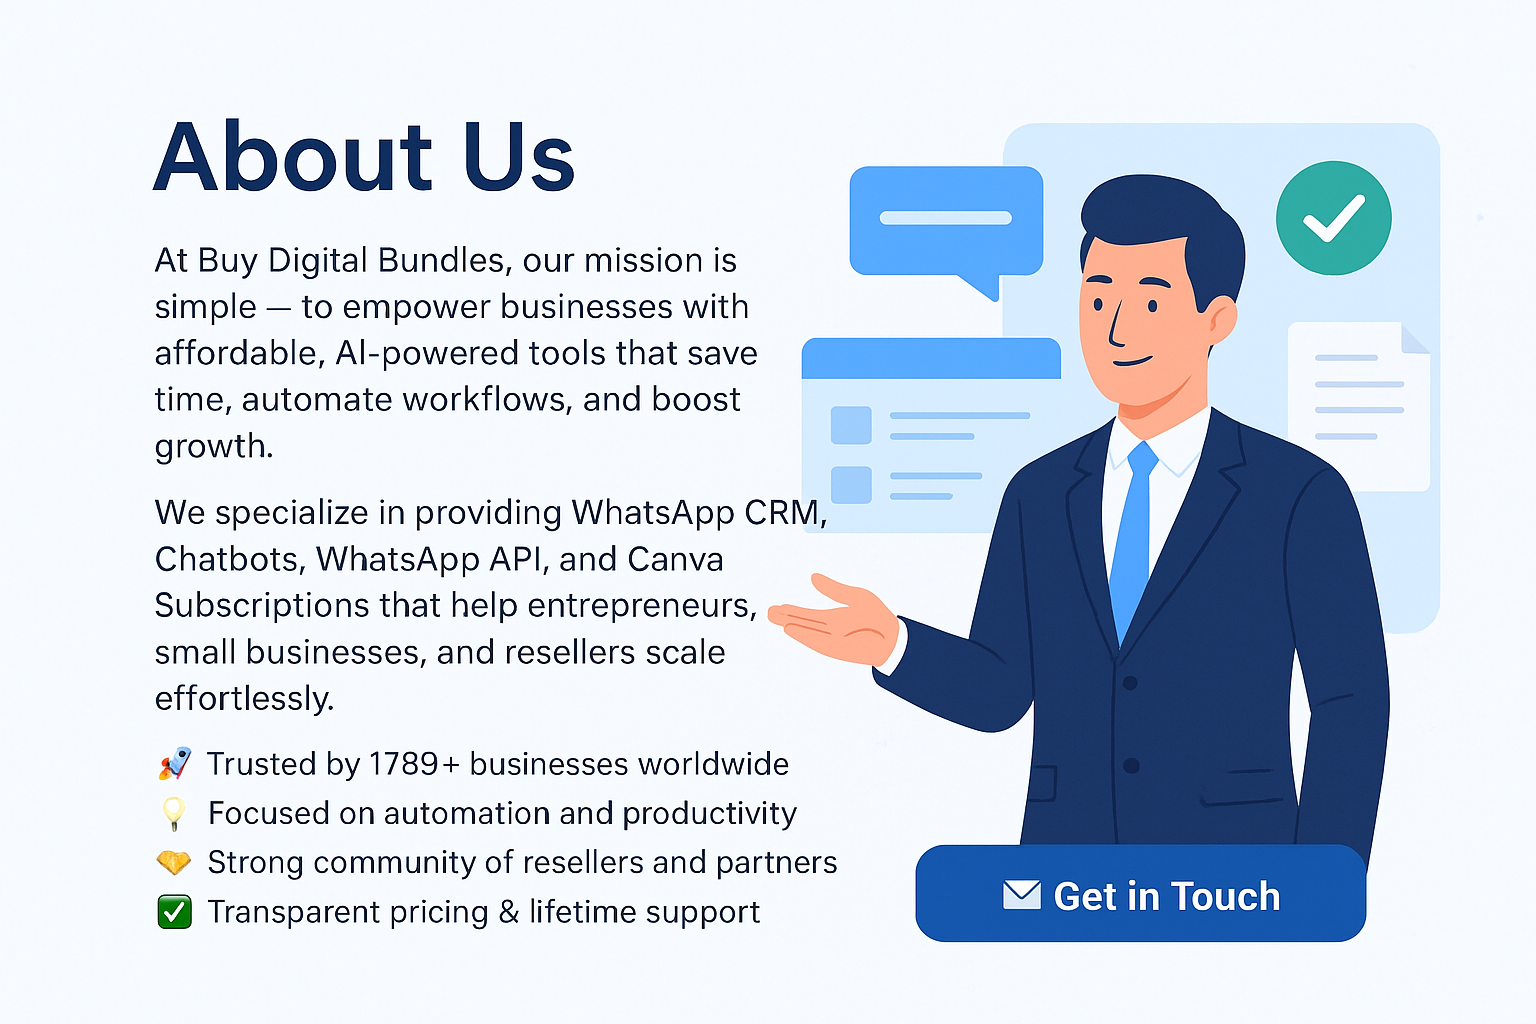 About Us
At Buy Digital Bundles, our mission is
simple — to empower businesses with
affordable, AI-powered tools that save
time, automate workflows, and boost
growth.
We specialize in providing WhatsApp CRM,
Chatbots, WhatsApp API, and Canva
Subscriptions that help entrepreneurs,
small businesses, and resellers scale
effortlessly.
🚀 Trusted by 1789+ businesses worldwide
💡 Focused on automation and productivity
🤝 Strong community of resellers and partners
✅ Transparent pricing & lifetime support
✉ Get in Touch